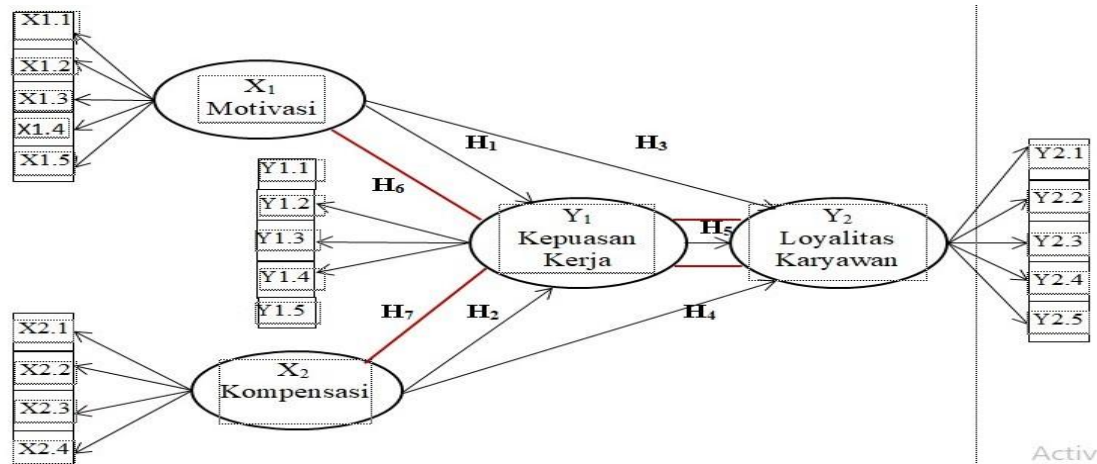 X1.1
X1.2
X1.3
X1.4
X1.5
X₁
Motivasi
H₁
H₃
H₆
Y1.1
Y1.2
Y1.3
Y1.4
Y1.5
Y₁
Kepuasan
Kerja
H₅
Y₂
Loyalitas
Karyawan
Y2.1
Y2.2
Y2.3
Y2.4
Y2.5
H₇
H₂
H₄
X2.1
X2.2
X2.3
X2.4
X₂
Kompensasi
Activ